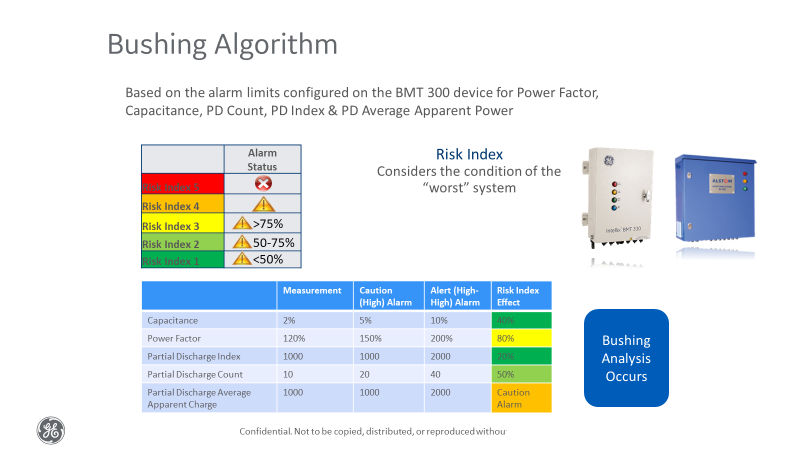 Bushing Algorithm
Based on the alarm limits configured on the BMT 300 device for Power Factor,
Capacitance, PD Count, PD Index & PD Average Apparent Power
Alarm
Status
Risk Index 5
Risk Index 4
Risk Index 3 >75%
Risk Index 2 50-75%
Risk Index 1 <50%
Risk Index
Considers the condition of the
“worst” system
Intellix BMT 300
ALSTOM
Measurement Caution Alert (High- Risk Index
(High) Alarm High) Alarm Effect
Capacitance 2% 5% 10% 40%
Power Factor 120% 150% 200% 80%
Partial Discharge Index 1000 1000 2000 20%
Partial Discharge Count 10 20 40 50%
Partial Discharge Average 1000 1000 2000 Caution
Apparent Charge Alarm
Bushing
Analysis
Occurs
Confidential. Not to be copied, distributed, or reproduced withou